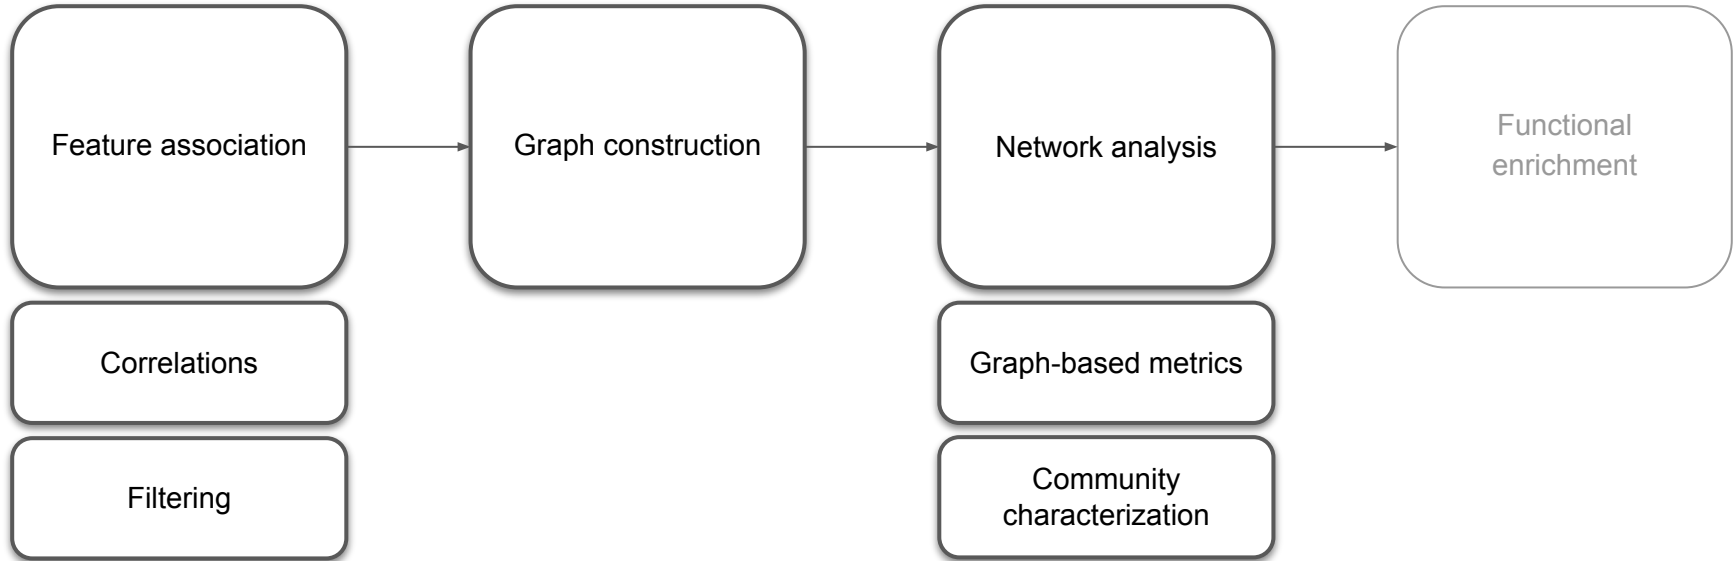 Feature association
Graph construction
Network analysis
Functional
enrichment
Correlations
Graph-based metrics
Filtering
Community
characterization